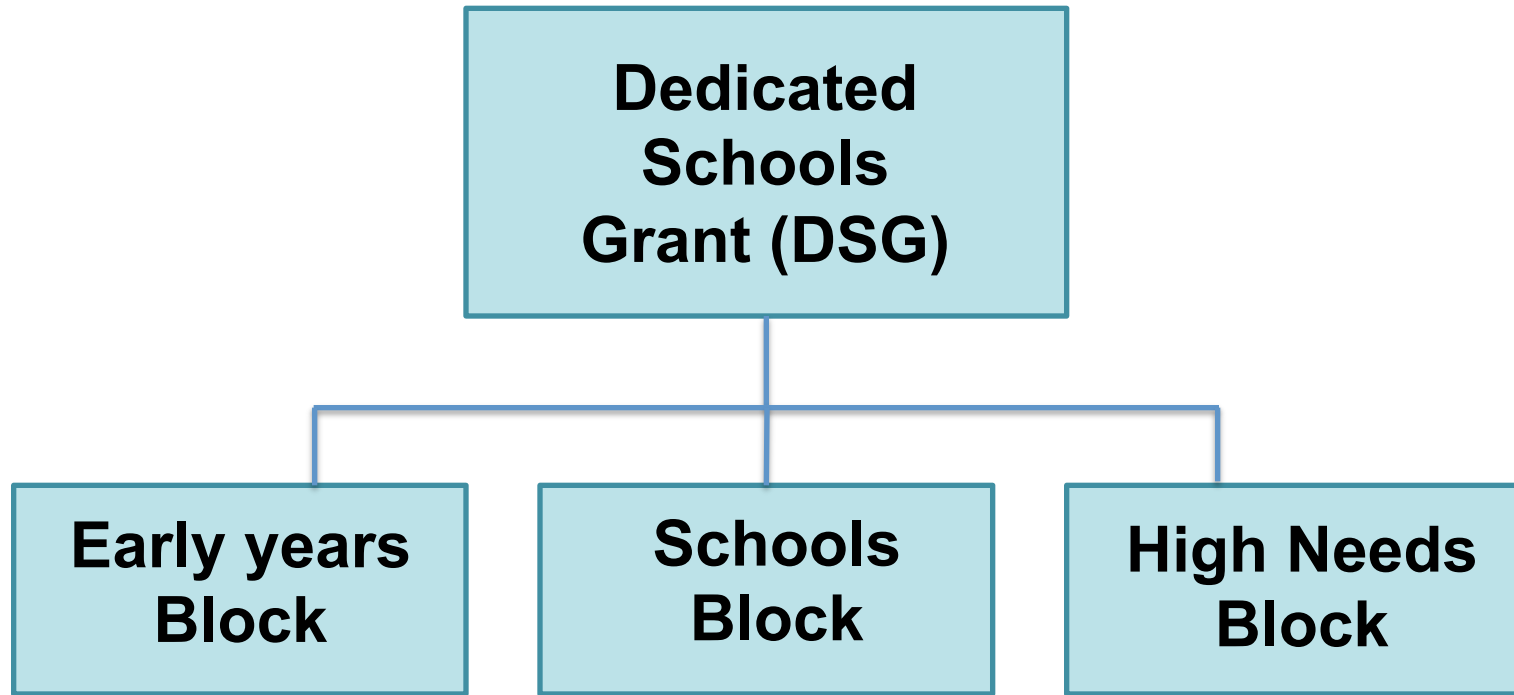 Dedicated
Schools
Grant (DSG)
Early years
Block
Schools
Block
High Needs
Block